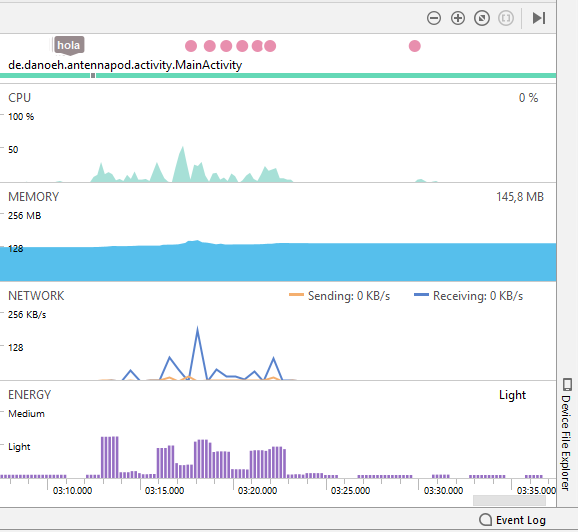 hola
de.danoeh.antennapod.activity.MainActivity
CPU 0 %
100 %
50
MEMORY 145,8 MB
256 MB
128
NETWORK Sending: 0 KB/s Receiving: 0 KB/s
256 KB/s
128
ENERGY Light
Medium
Light
03:10.000 03:15.000 03:20.000 03:25.000 03:30.000 03:35.000
Device File Explorer
Event Log